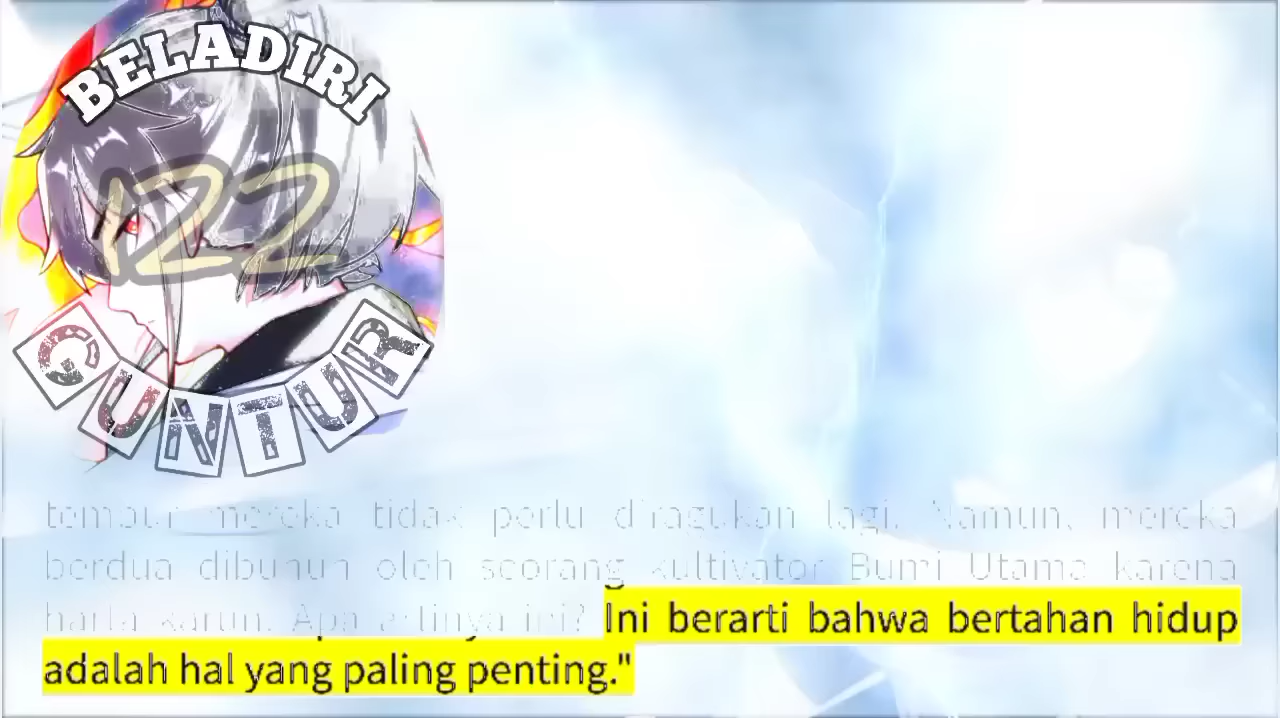 BELADIRI
122
GUNTUR
tempur mereka tidak perlu diragukan lagi. Namun, mereka
berdua dibunuh oleh seorang kultivator Bumi Utama karena
harta karun. Apa artinya ini? Ini berarti bahwa bertahan hidup
adalah hal yang paling penting."